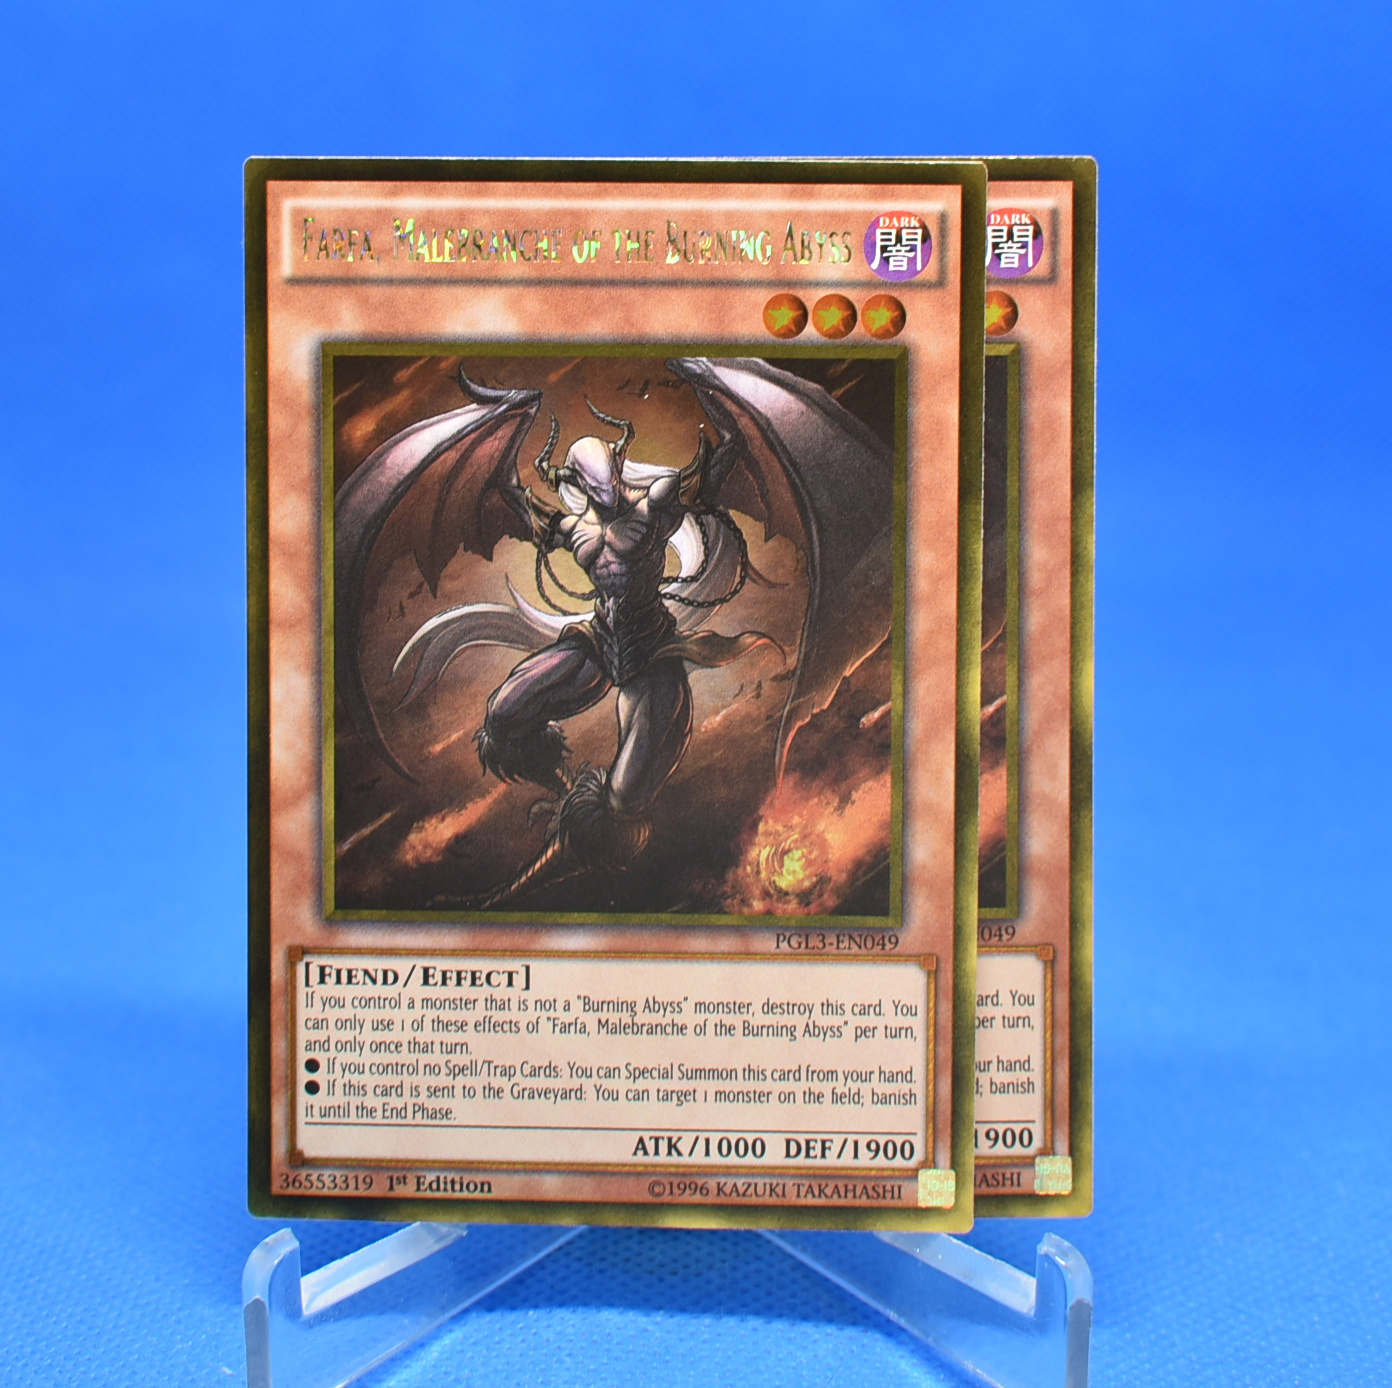 Farfa, Malebranche of the Burning Abyss
DARK
闇
DARK
闇
PGL3-EN049
049
[Fiend/Effect]
If you control a monster that is not a "Burning Abyss" monster, destroy this card. You
can only use 1 of these effects of "Farfa, Malebranche of the Burning Abyss" per turn,
and only once that turn.
● If you control no Spell/Trap Cards: You can Special Summon this card from your hand.
● If this card is sent to the Graveyard: You can target 1 monster on the field; banish
it until the End Phase.
ATK/1000 DEF/1900
36553319 1st Edition
©1996 KAZUKI TAKAHASHI
ard. You
per turn,
ur hand.
; banish
1900
ASHI